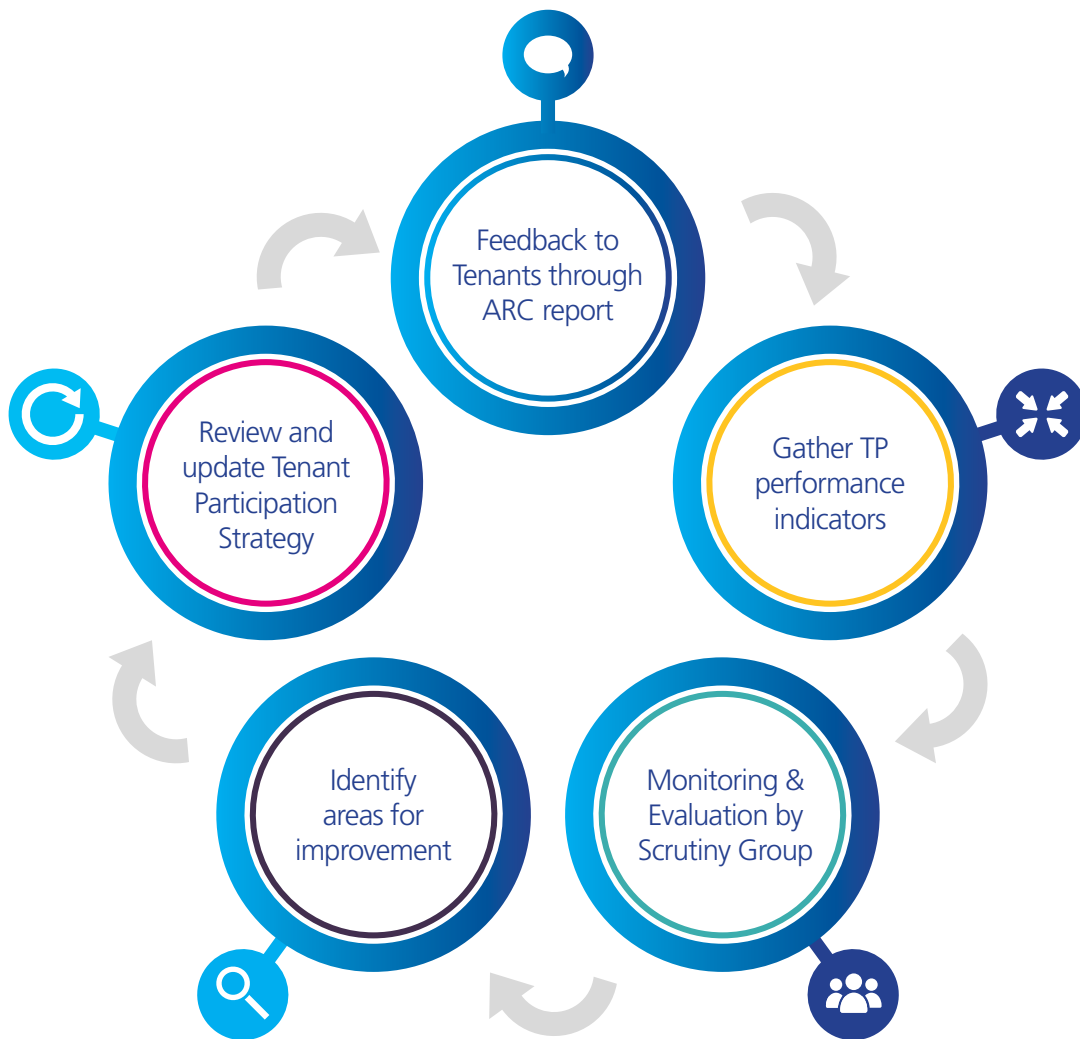 Feedback to
Tenants through
ARC report
Gather TP
performance
indicators
Monitoring &
Evaluation by
Scrutiny Group
Identify
areas for
improvement
Review and
update Tenant
Participation
Strategy